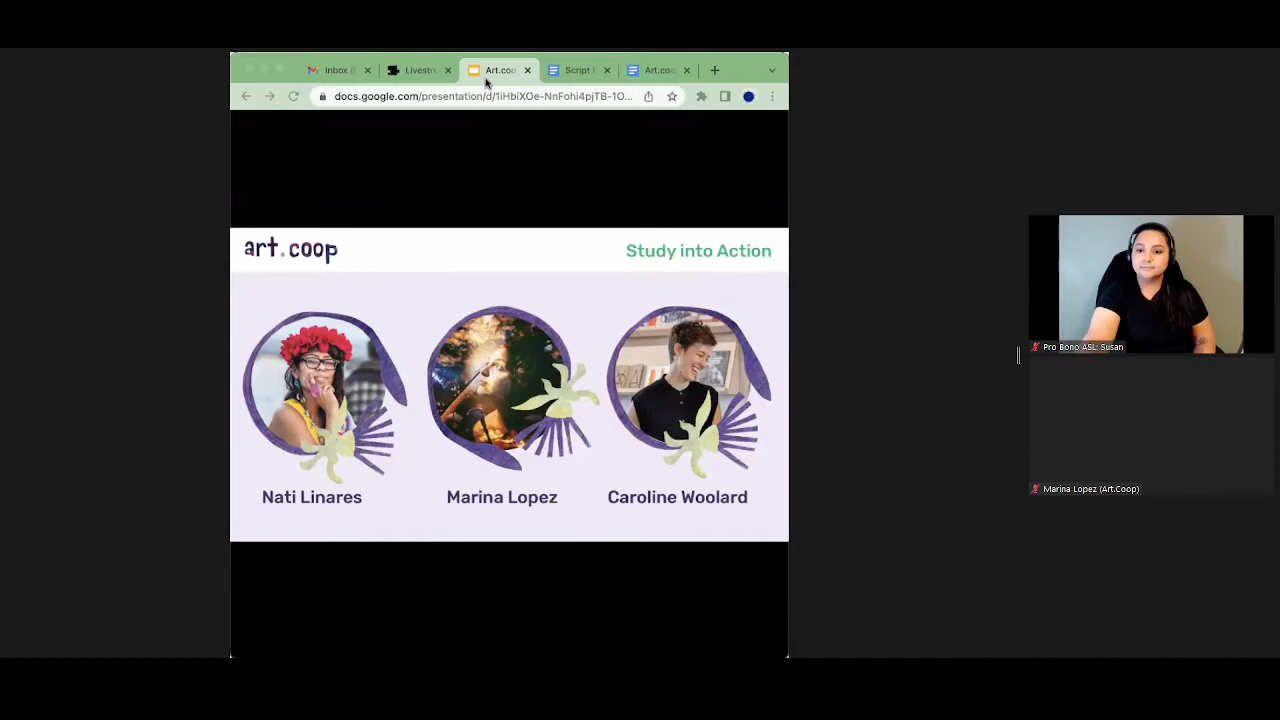 Inbox (
Livestre
Art.coo
Script f
Art.coo
docs.google.com/presentation/d/1iHbiXOe-NnFohi4pjTB-1O...
art.coop
Study into Action
Nati Linares
Marina Lopez
Caroline Woolard
Pro Bono ASL: Susan
Marina Lopez (Art.Coop)